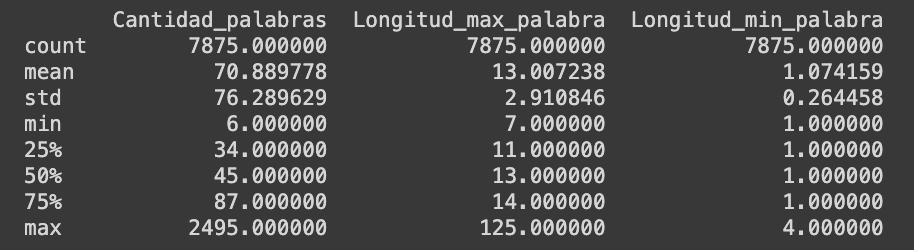 Cantidad_palabras Longitud_max_palabra Longitud_min_palabra
count 7875.000000 7875.000000 7875.000000
mean 70.889778 13.007238 1.074159
std 76.289629 2.910846 0.264458
min 6.000000 7.000000 1.000000
25% 34.000000 11.000000 1.000000
50% 45.000000 13.000000 1.000000
75% 87.000000 14.000000 1.000000
max 2495.000000 125.000000 4.000000